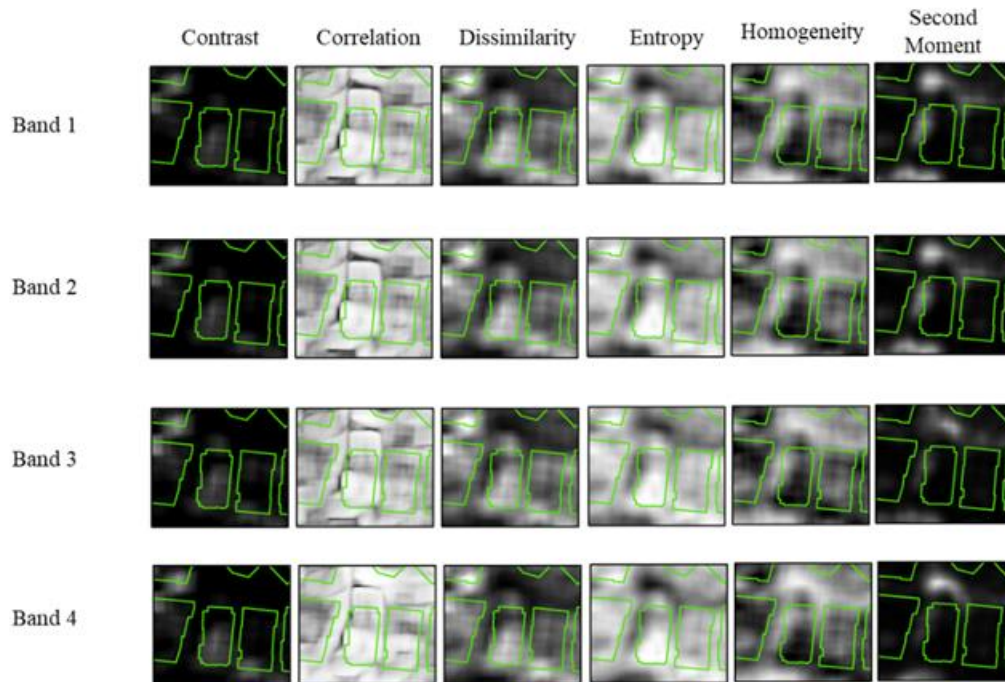 Contrast Correlation Dissimilarity Entropy Homogeneity Second
Moment
Band 1
Band 2
Band 3
Band 4